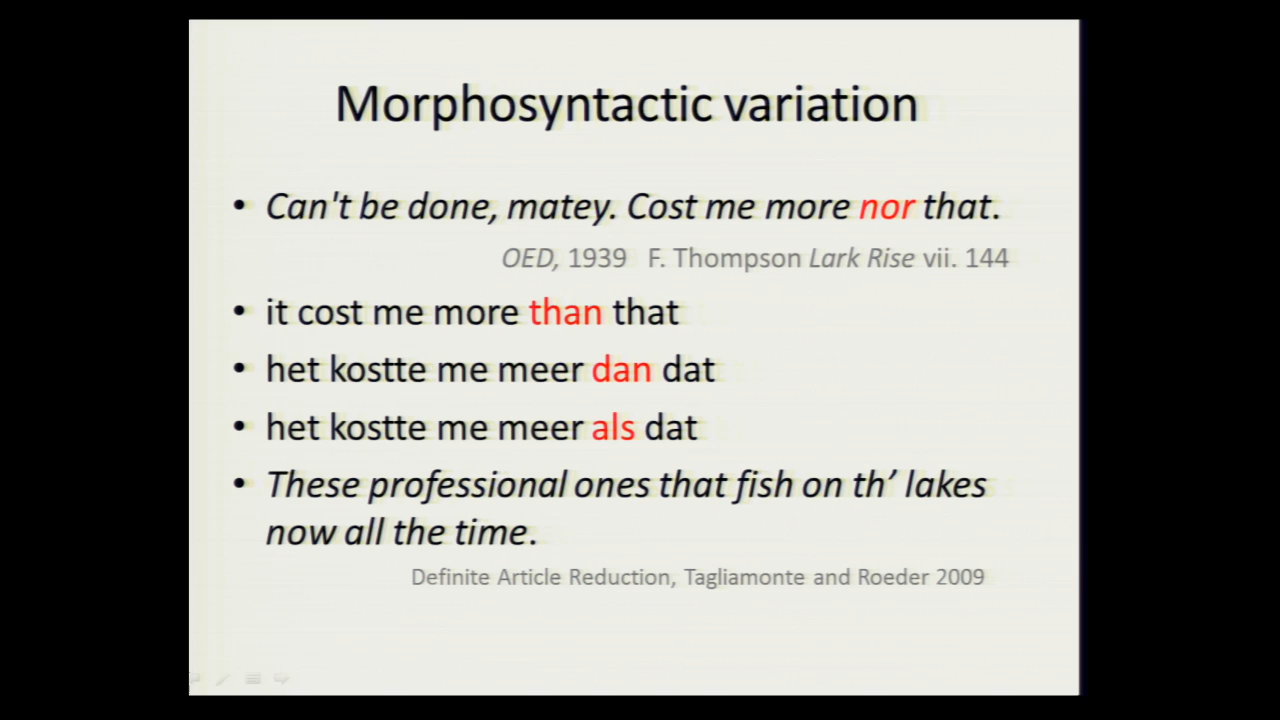 Morphosyntactic variation
• Can't be done, matey. Cost me more nor that.
OED, 1939 F. Thompson Lark Rise vii. 144
• it cost me more than that
• het kostte me meer dan dat
• het kostte me meer als dat
• These professional ones that fish on th’ lakes
now all the time.
Definite Article Reduction, Tagliamonte and Roeder 2009